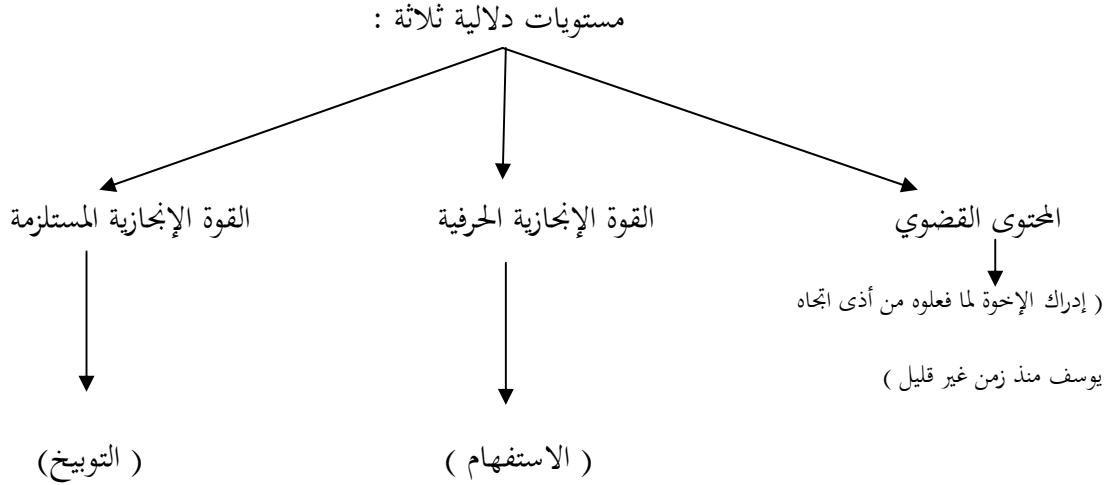 مستويات دلالية ثلاثة :
المحتوى القضوي
القوة الإنجازية الحرفية
القوة الإنجازية المستلزمة
( إدراك الإخوة لما فعلوه من أذى اتجاه
يوسف منذ زمن غير قليل )
( الاستفهام )
( التوبيخ)